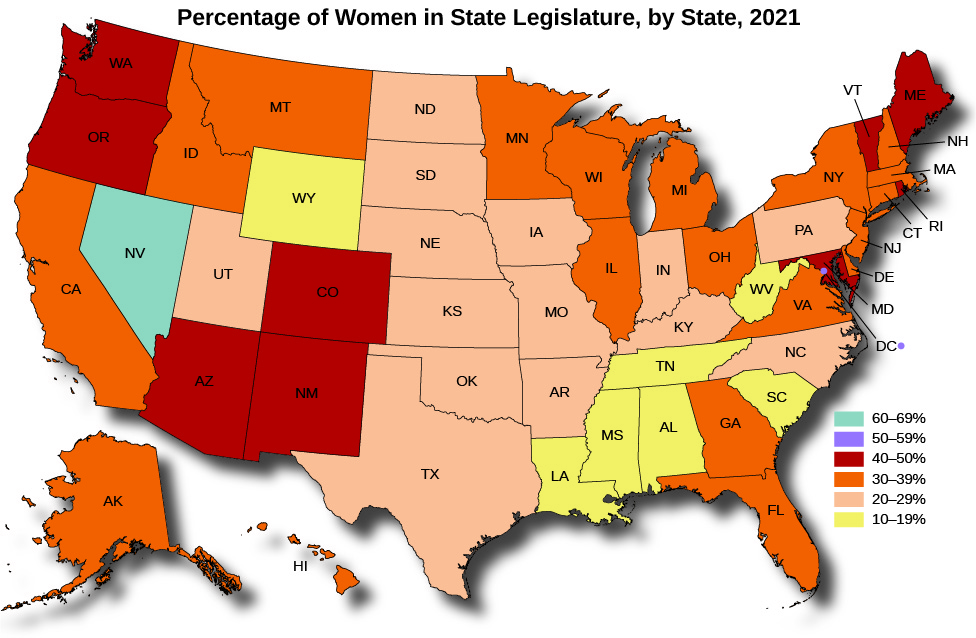 Percentage of Women in State Legislature, by State, 2021
WA
OR
MT
ID
WY
ND
SD
MN
WI
MI
VT
ME
NH
MA
NY
RI
CT
NJ
PA
DE
MD
DC
NV
UT
CA
CO
NE
IA
IL
IN
OH
WV
VA
KS
MO
KY
NC
TN
SC
AZ
NM
OK
AR
TX
LA
MS
AL
GA
FL
AK
HI
60–69%
50–59%
40–50%
30–39%
20–29%
10–19%